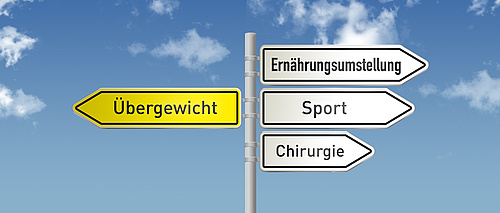 Übergewicht
Ernährungsumstellung
Sport
Chirurgie